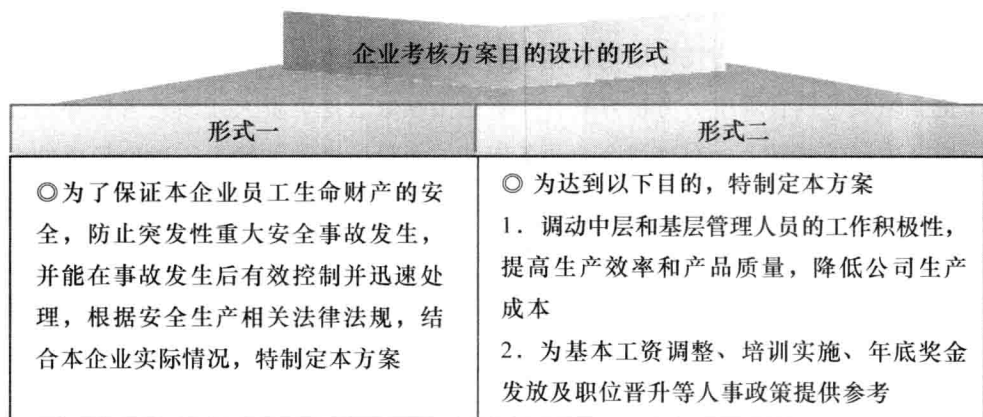 企业考核方案目的设计的形式
形式一
形式二
◎为了保证本企业员工生命财产的安
全，防止突发性重大安全事故发生，
并能在事故发生后有效控制并迅速处
理，根据安全生产相关法律法规，结
合本企业实际情况，特制定本方案
◎ 为达到以下目的，特制定本方案
1．调动中层和基层管理人员的工作积极性，
提高生产效率和产品质量，降低公司生产
成本
2．为基本工资调整、培训实施、年底奖金
发放及职位晋升等人事政策提供参考